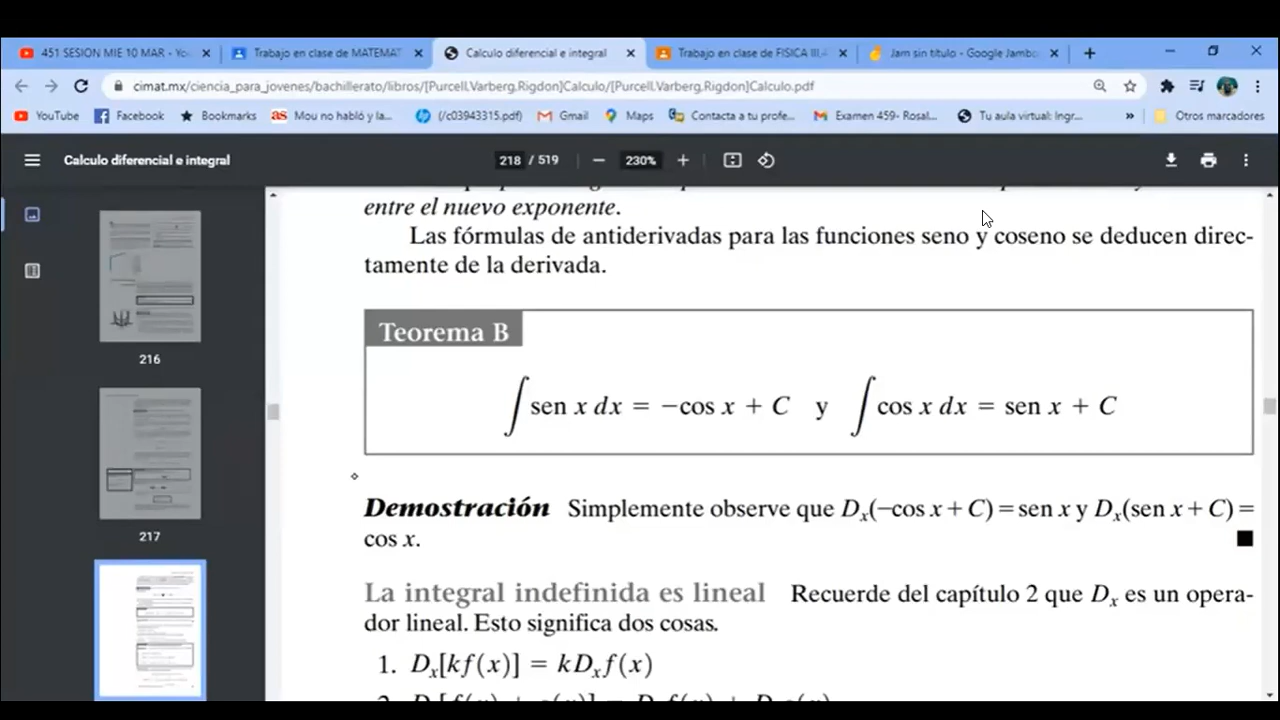 451 SESION MIE 10 MAR - Yo
Trabajo en clase de MATEMAT
Calculo diferencial e integral
Trabajo en clase de FISICA III.
Jam sin título - Google Jambo
cimat.mx/ciencia_para_jovenes/bachillerato/libros/[Purcell.Varberg.Rigdon]Calculo/[Purcell.Varberg.Rigdon]Calculo.pdf
YouTube Facebook Bookmarks Mou no habló y la... (/c03943315.pdf) Gmail Maps Contacta a tu profe... Examen 459- Rosal... Tu aula virtual: Ingr... » Otros marcadores
Calculo diferencial e integral 218 / 519 − 230% +
216
217
entre el nuevo exponente.
Las fórmulas de antiderivadas para las funciones seno y coseno se deducen direc-
tamente de la derivada.
Teorema B
∫ sen x dx = −cos x + C y ∫ cos x dx = sen x + C
Demostración Simplemente observe que Dₓ(−cos x + C) = sen x y Dₓ(sen x + C) =
cos x.
La integral indefinida es lineal Recuerde del capítulo 2 que Dₓ es un opera-
dor lineal. Esto significa dos cosas.
1. Dₓ[kf(x)] = kDₓf(x)